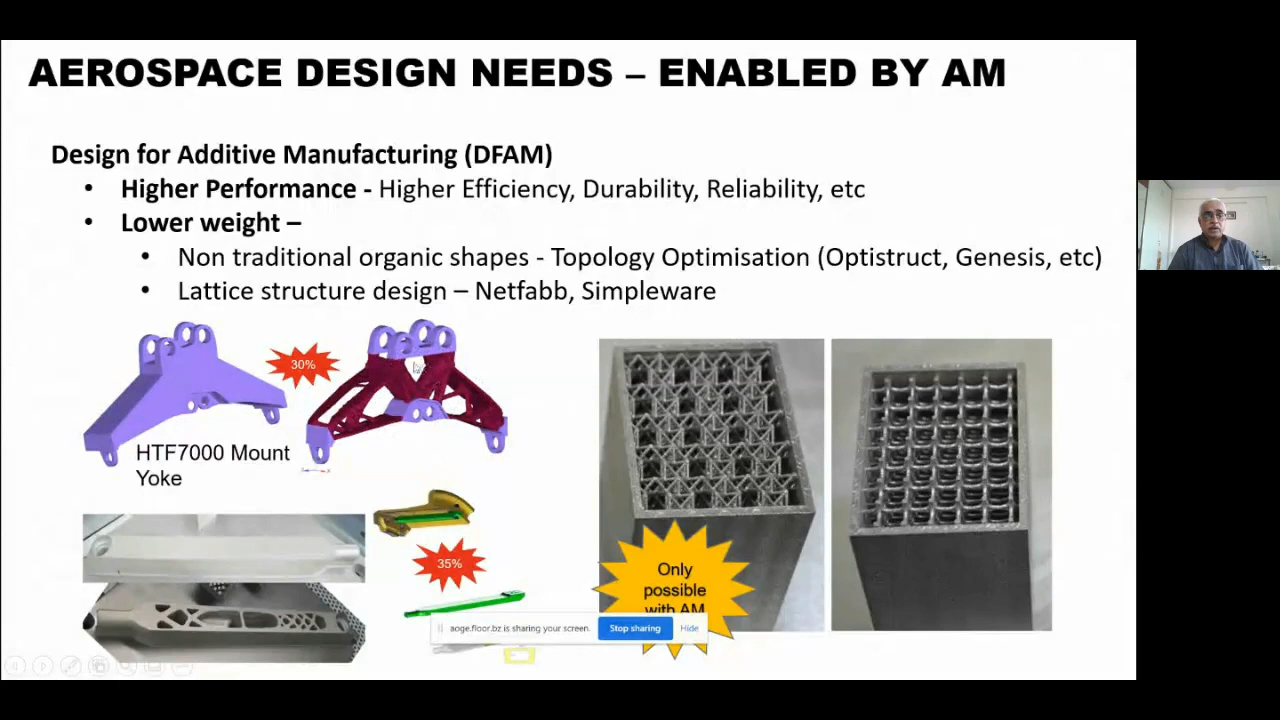 AEROSPACE DESIGN NEEDS – ENABLED BY AM
Design for Additive Manufacturing (DFAM)
• Higher Performance - Higher Efficiency, Durability, Reliability, etc
• Lower weight –
• Non traditional organic shapes - Topology Optimisation (Optistruct, Genesis, etc)
• Lattice structure design – Netfabb, Simpleware
30%
HTF7000 Mount
Yoke
35%
Only
possible
with AM
aoge.floor.bz is sharing your screen.
Stop sharing
Hide